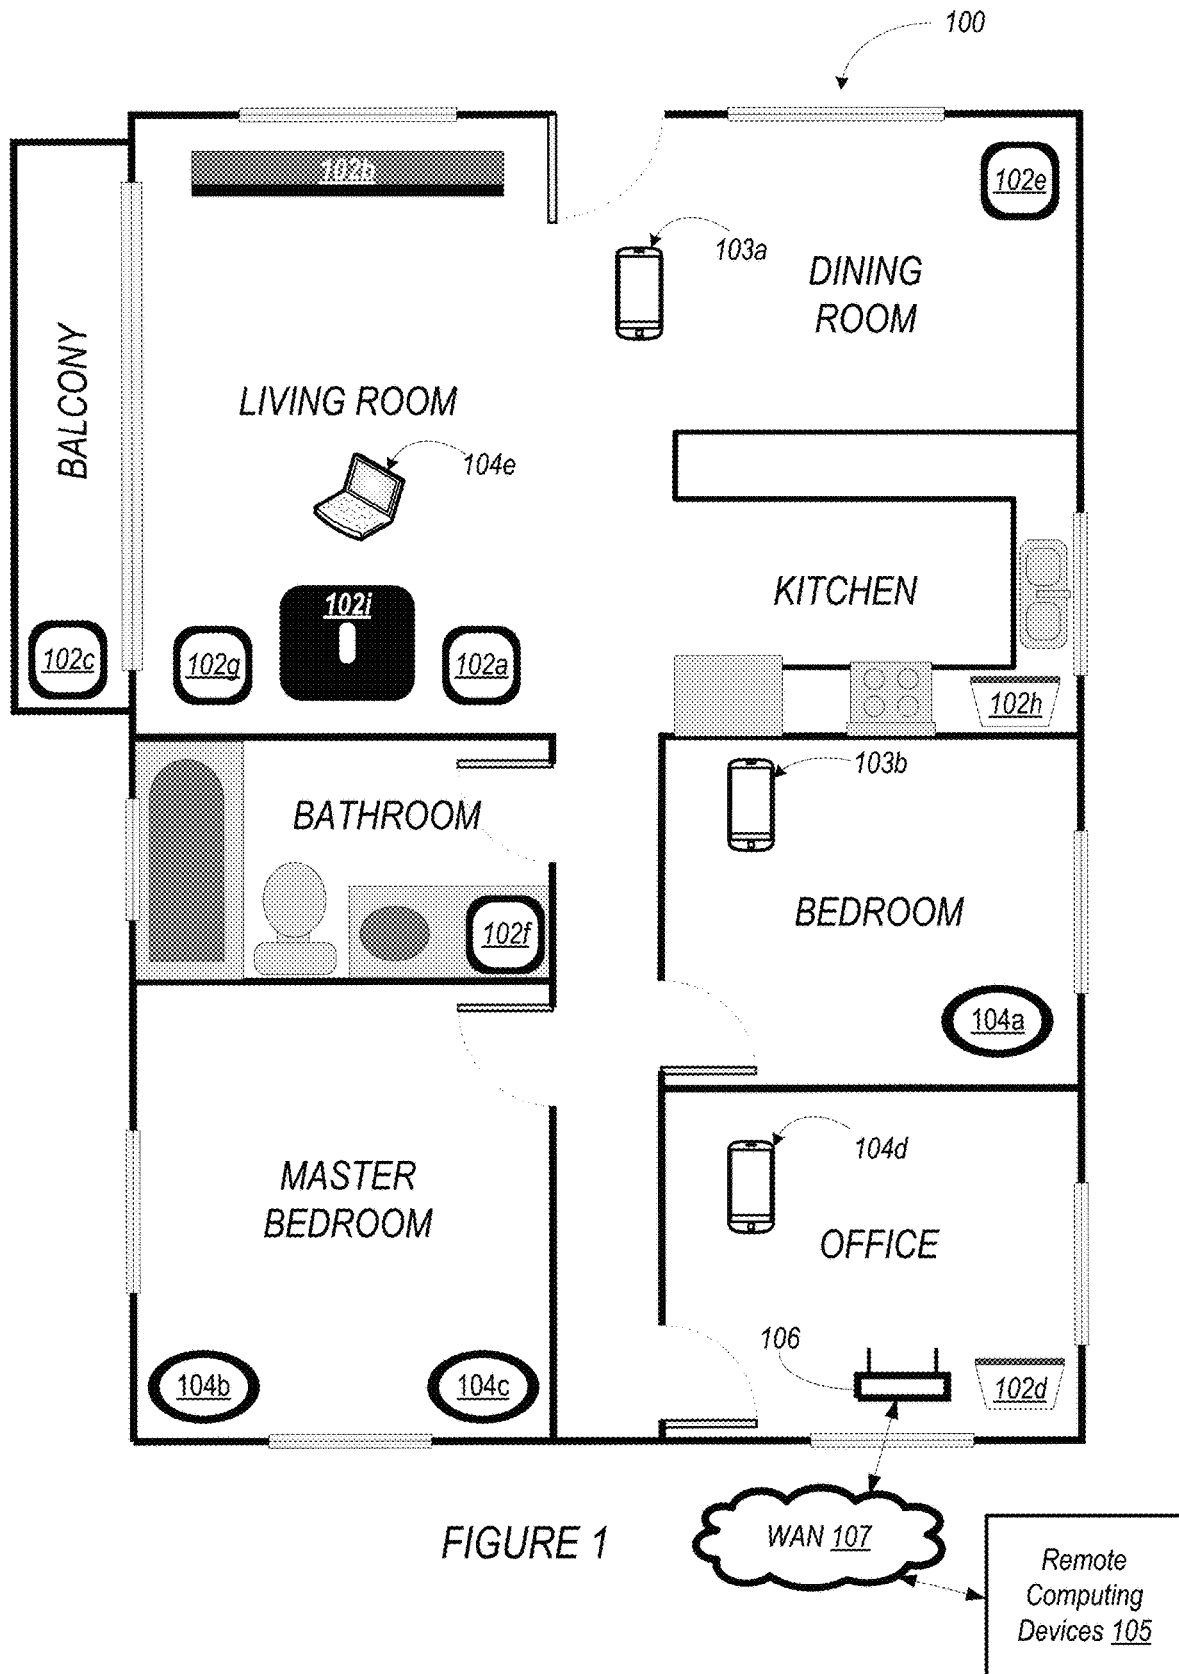 100
102b
102e
103a
DINING
ROOM
BALCONY
LIVING ROOM
104e
KITCHEN
102i
102c
102g
102a
102h
103b
BATHROOM
BEDROOM
102f
104a
104d
MASTER
BEDROOM
OFFICE
106
104b
104c
102d
FIGURE 1
WAN 107
Remote
Computing
Devices 105